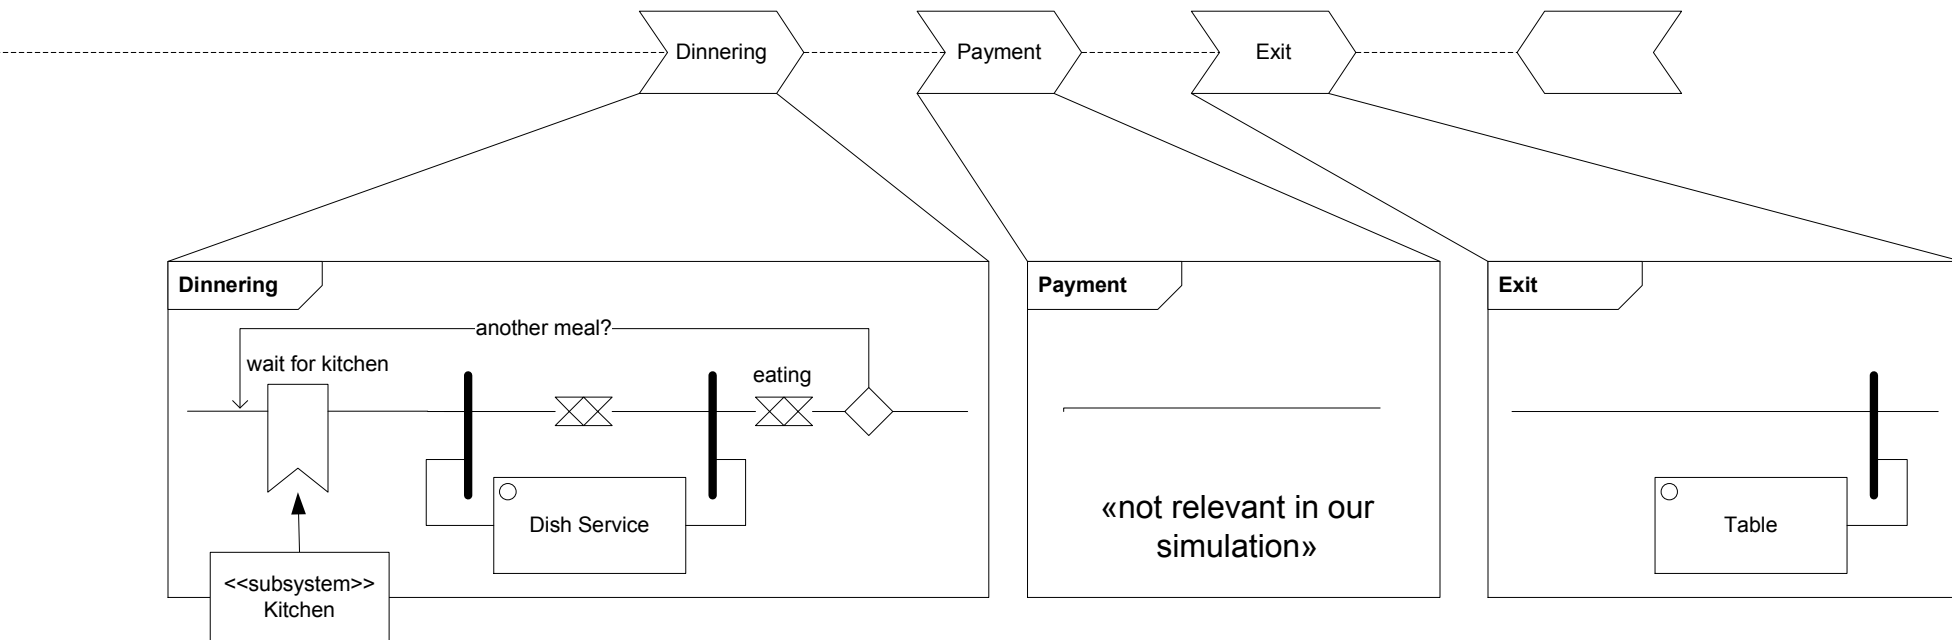 Dinnering
Payment
Exit
Dinnering
Payment
Exit
another meal?
wait for kitchen
eating
Dish Service
«not relevant in our
simulation»
Table
<<subsystem>>
Kitchen